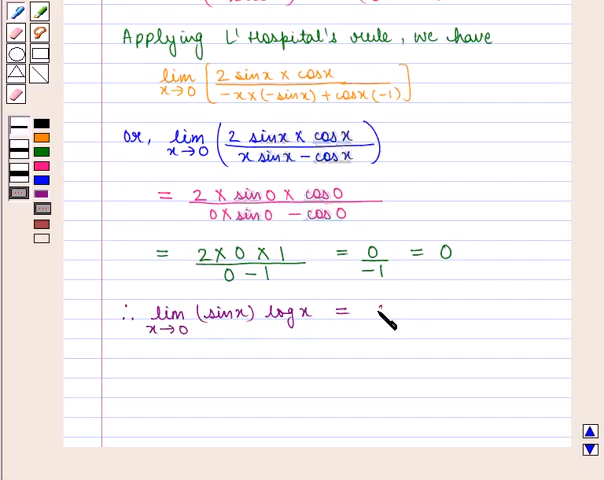 Applying L' Hospital's rule, we have
lim x→0 [ 2 sinx × cosx / -x × (-sinx) + cosx (-1) ]
or, lim x→0 ( 2 sinx × cosx / x sinx - cosx )
= 2 × sin0 × cos0 / 0 × sin0 - cos0
= 2 × 0 × 1 / 0 - 1 = 0 / -1 = 0
∴ lim x→0 (sinx) logx =